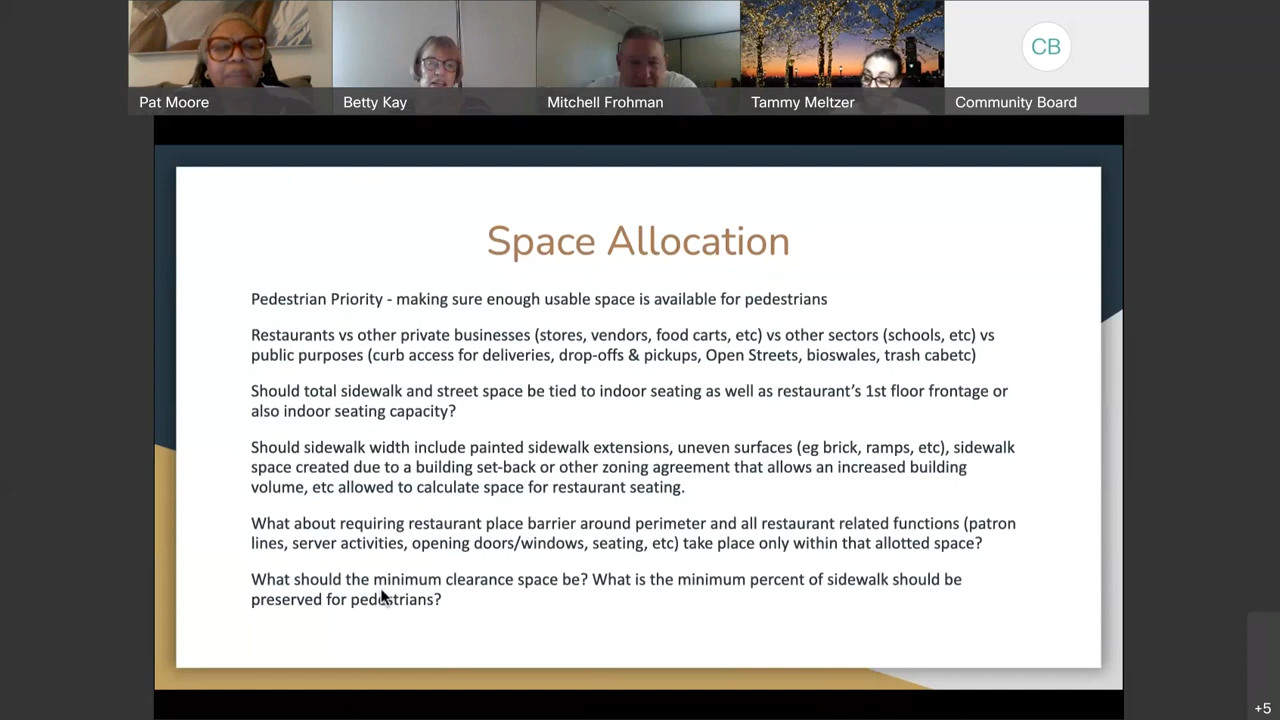 CB
Pat Moore
Betty Kay
Mitchell Frohman
Tammy Meltzer
Community Board
Space Allocation
Pedestrian Priority - making sure enough usable space is available for pedestrians
Restaurants vs other private businesses (stores, vendors, food carts, etc) vs other sectors (schools, etc) vs
public purposes (curb access for deliveries, drop-offs & pickups, Open Streets, bioswales, trash cabetc)
Should total sidewalk and street space be tied to indoor seating as well as restaurant's 1st floor frontage or
also indoor seating capacity?
Should sidewalk width include painted sidewalk extensions, uneven surfaces (eg brick, ramps, etc), sidewalk
space created due to a building set-back or other zoning agreement that allows an increased building
volume, etc allowed to calculate space for restaurant seating.
What about requiring restaurant place barrier around perimeter and all restaurant related functions (patron
lines, server activities, opening doors/windows, seating, etc) take place only within that allotted space?
What should the minimum clearance space be? What is the minimum percent of sidewalk should be
preserved for pedestrians?
+5